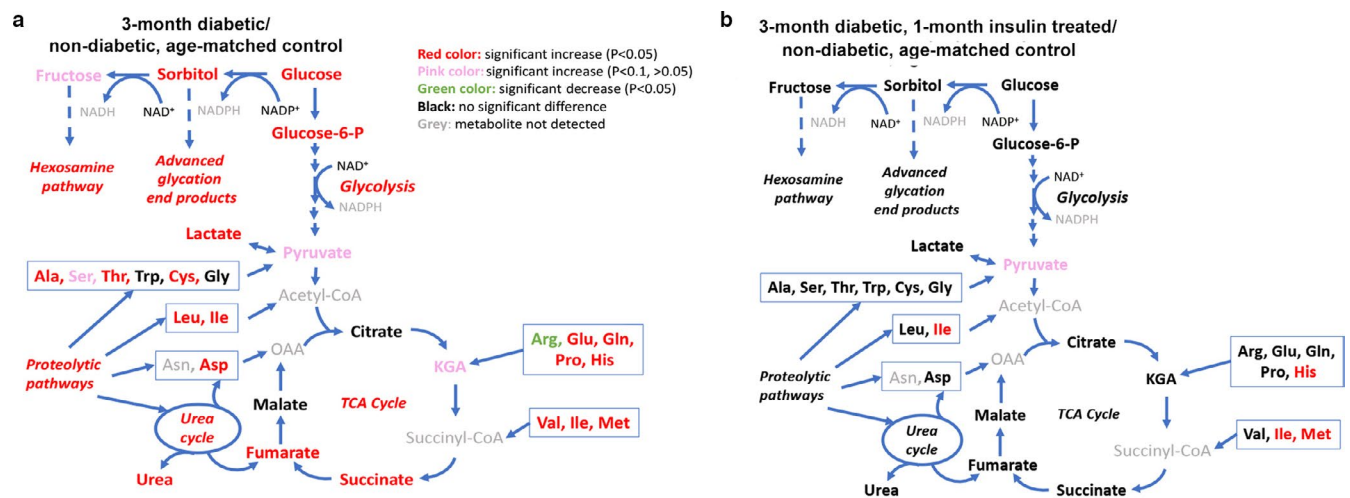 a
3-month diabetic/
non-diabetic, age-matched control
Red color: significant increase (P<0.05)
Pink color: significant increase (P<0.1, >0.05)
Green color: significant decrease (P<0.05)
Black: no significant difference
Grey: metabolite not detected
Fructose
Sorbitol
Glucose
NADH
NAD+
NADPH
NADP+
Glucose-6-P
Hexosamine
pathway
Advanced
glycation
end products
NAD+
Glycolysis
NADPH
Lactate
Pyruvate
Ala, Ser, Thr, Trp, Cys, Gly
Acetyl-CoA
Leu, Ile
Citrate
Arg, Glu, Gln,
Pro, His
Proteolytic
pathways
Asn, Asp
OAA
KGA
Malate
TCA Cycle
Urea
cycle
Val, Ile, Met
Succinyl-CoA
Fumarate
Urea
Succinate
b
3-month diabetic, 1-month insulin treated/
non-diabetic, age-matched control
Fructose
Sorbitol
Glucose
NADH
NAD+
NADPH
NADP+
Glucose-6-P
Hexosamine
pathway
Advanced
glycation
end products
NAD+
Glycolysis
NADPH
Lactate
Pyruvate
Ala, Ser, Thr, Trp, Cys, Gly
Acetyl-CoA
Leu, Ile
Citrate
Arg, Glu, Gln,
Pro, His
Proteolytic
pathways
Asn, Asp
OAA
KGA
Malate
TCA Cycle
Urea
cycle
Val, Ile, Met
Succinyl-CoA
Fumarate
Urea
Succinate